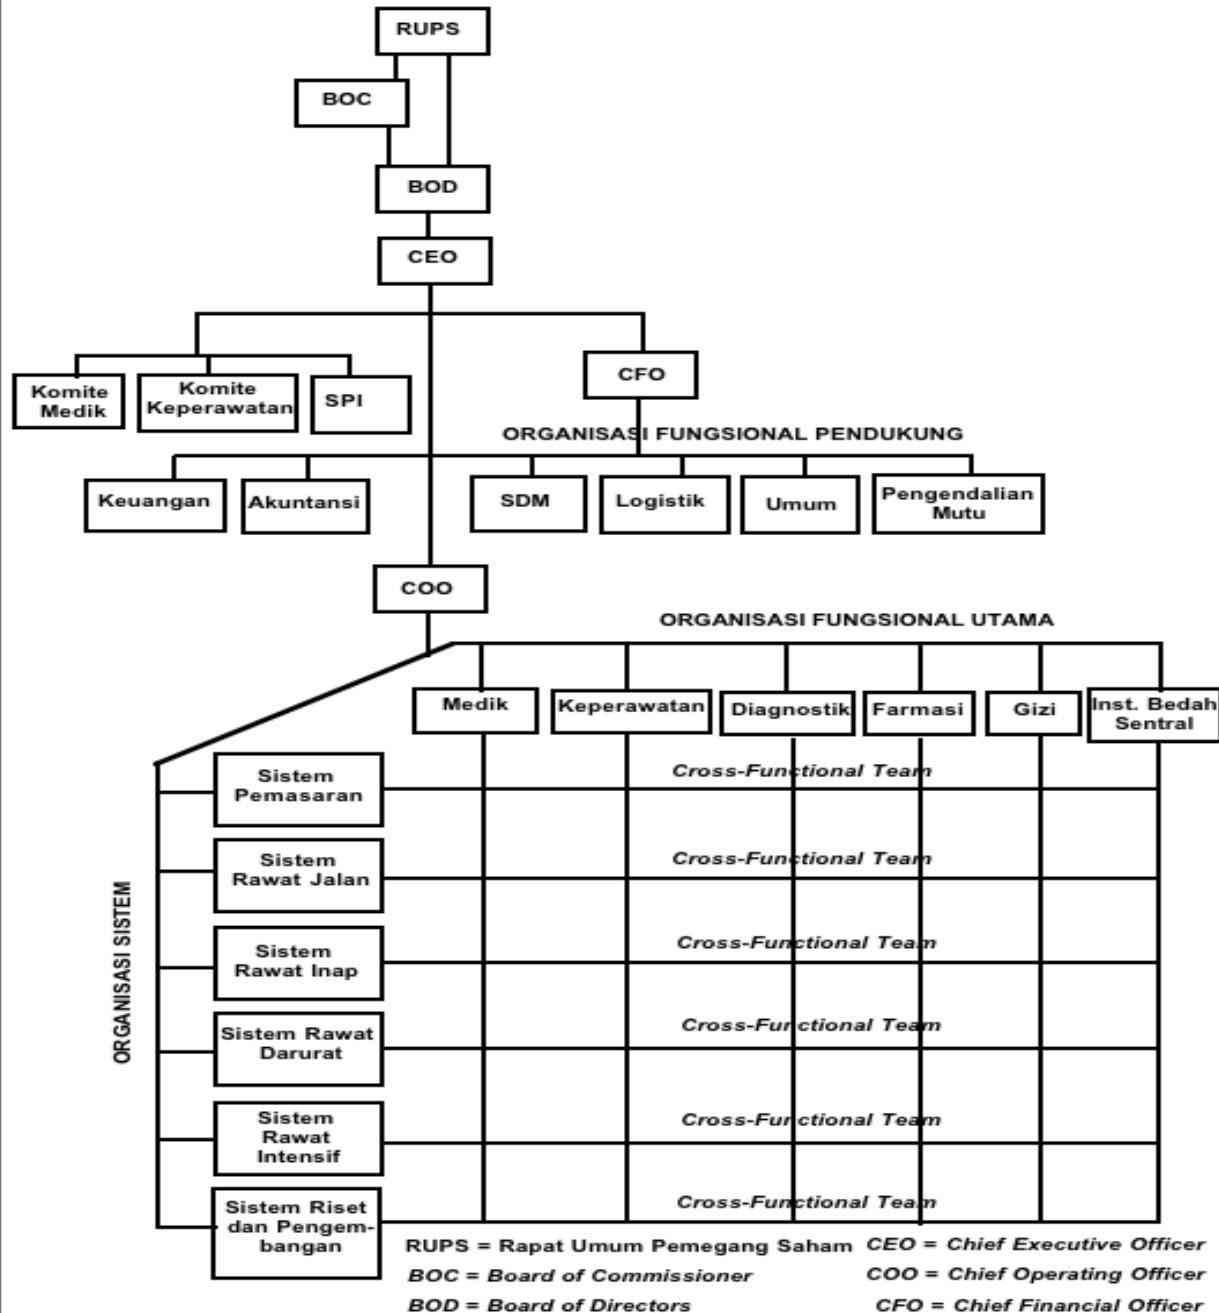 RUPS
BOC
BOD
CEO
Komite
Medik
Komite
Keperawatan
SPI
CFO
ORGANISASI FUNGSIONAL PENDUKUNG
Keuangan
Akuntansi
SDM
Logistik
Umum
Pengendalian
Mutu
COO
ORGANISASI FUNGSIONAL UTAMA
Medik
Keperawatan
Diagnostik
Farmasi
Gizi
Inst. Bedah
Sentral
ORGANISASI SISTEM
Sistem
Pemasaran
Cross-Functional Team
Sistem
Rawat Jalan
Cross-Functional Team
Sistem
Rawat Inap
Cross-Functional Team
Sistem Rawat
Darurat
Cross-Functional Team
Sistem
Rawat
Intensif
Cross-Functional Team
Sistem Riset
dan Pengem-
bangan
Cross-Functional Team
RUPS = Rapat Umum Pemegang Saham
CEO = Chief Executive Officer
BOC = Board of Commissioner
COO = Chief Operating Officer
BOD = Board of Directors
CFO = Chief Financial Officer